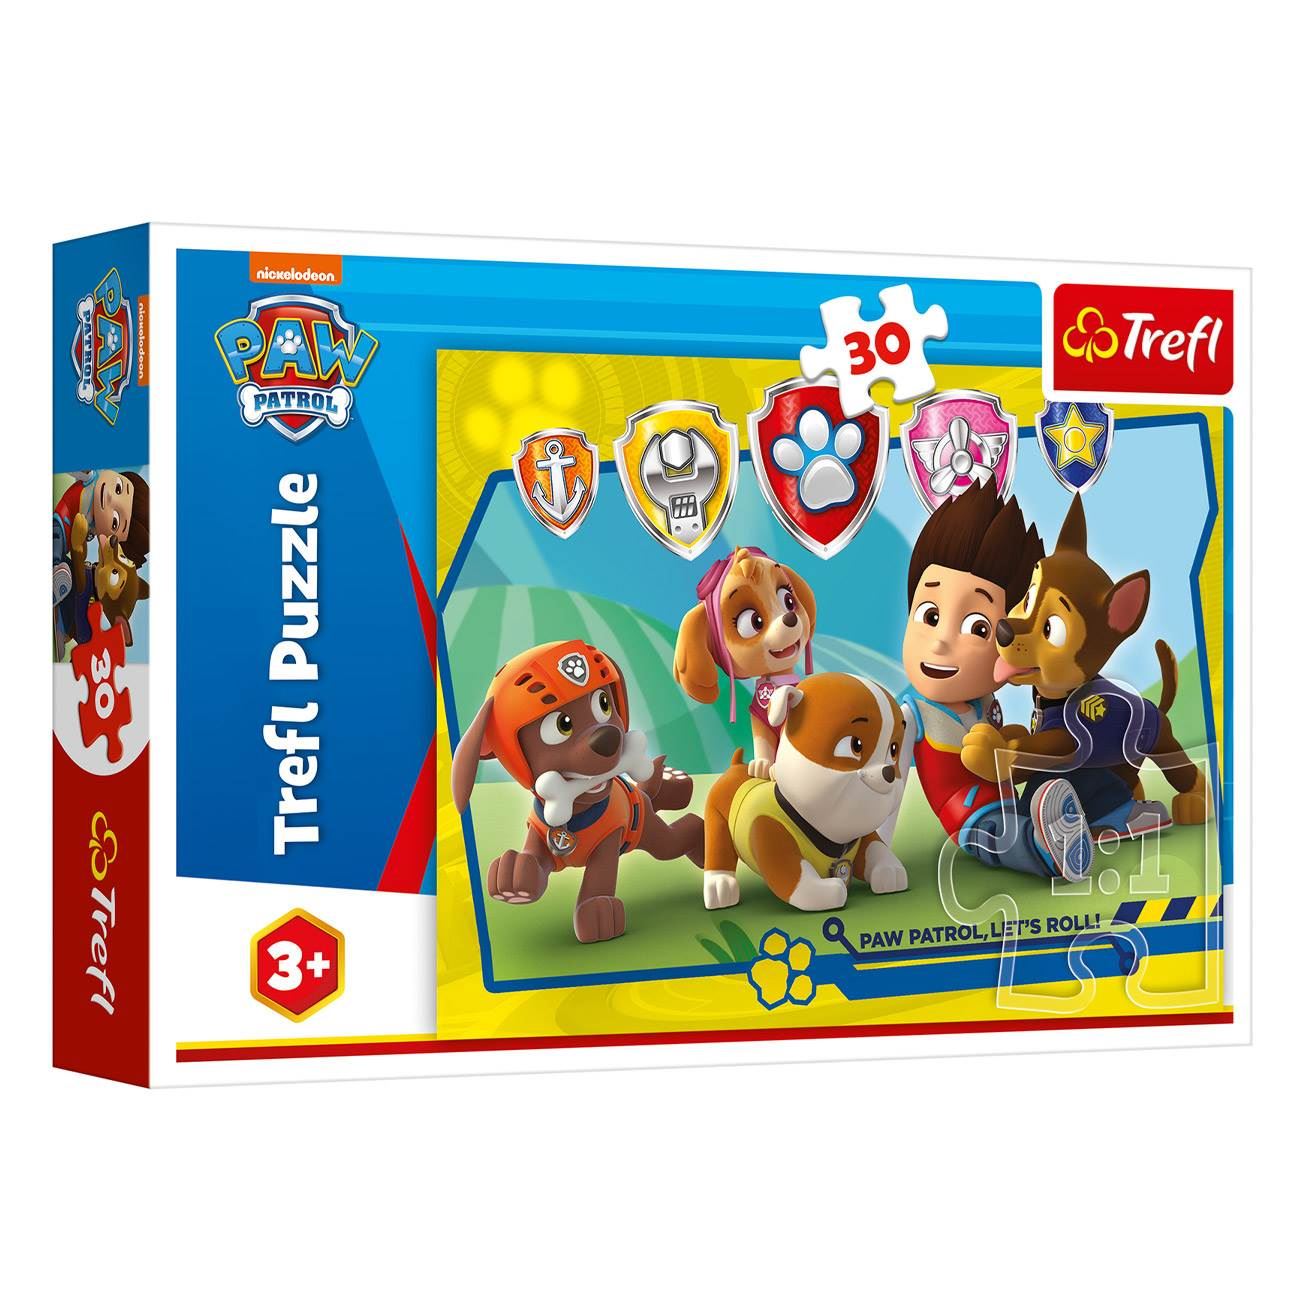 nickelodeon
PAW
PATROL
nickelodeon
PAW
PATROL
30
Trefl
Trefl Puzzle
3+
30
Trefl
1:1
PAW PATROL, LET'S ROLL!